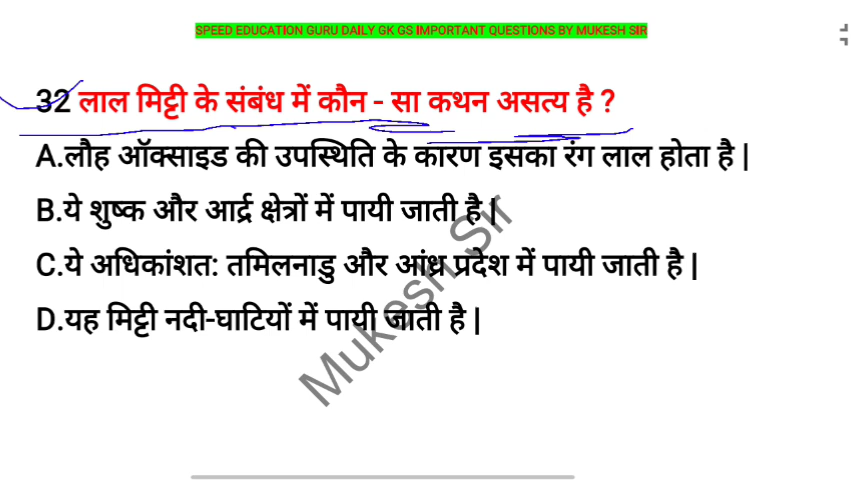 SPEED EDUCATION GURU DAILY GK GS IMPORTANT QUESTIONS BY MUKESH SIR
32 लाल मिट्टी के संबंध में कौन - सा कथन असत्य है ?
A.लौह ऑक्साइड की उपस्थिति के कारण इसका रंग लाल होता है |
B.ये शुष्क और आर्द्र क्षेत्रों में पायी जाती है |
C.ये अधिकांशत: तमिलनाडु और आंध्र प्रदेश में पायी जाती है |
D.यह मिट्टी नदी-घाटियों में पायी जाती है |
Mukesh Sir